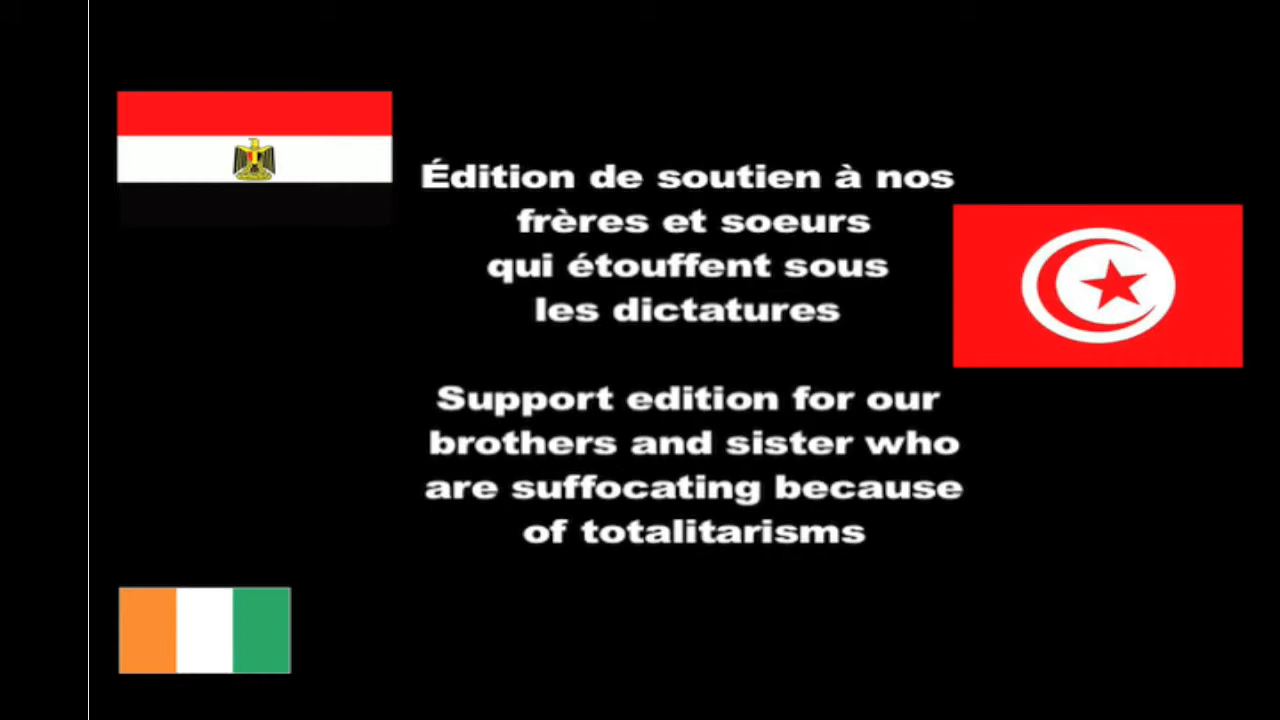 Édition de soutien à nos
frères et soeurs
qui étouffent sous
les dictatures
Support edition for our
brothers and sister who
are suffocating because
of totalitarisms